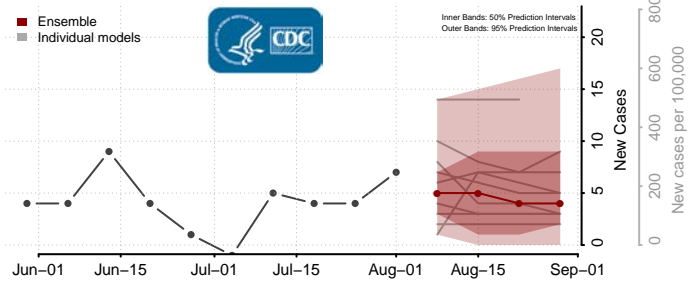 Ensemble
Individual models
CDC
Inner Bands: 50% Prediction Intervals
Outer Bands: 95% Prediction Intervals
20
15
10
5
0
New Cases
800
600
400
200
0
New cases per 100,000
Jun−01
Jun−15
Jul−01
Jul−15
Aug−01
Aug−15
Sep−01